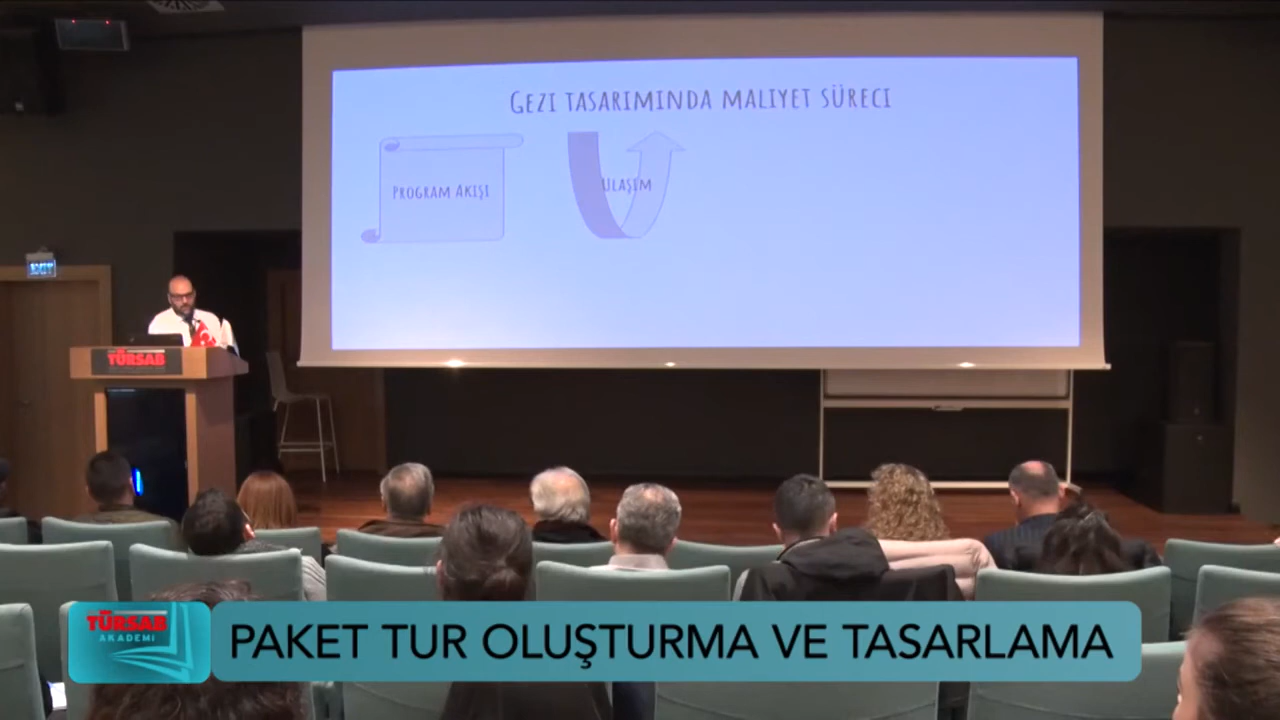 GEZI TASARIMINDA MALIYET SÜRECI
PROGRAM AKIŞI
ULAŞIM
EXIT
TÜRSAB
TÜRSAB
AKADEMİ
PAKET TUR OLUŞTURMA VE TASARLAMA